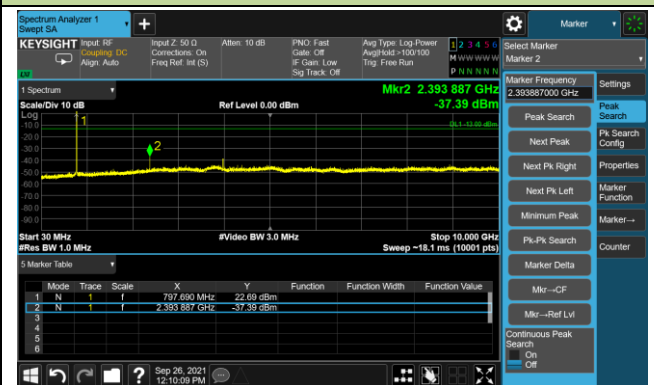 Spectrum Analyzer 1
Swept SA
+
Marker
KEYSIGHT
Input: RF
Coupling: DC
Align: Auto
Input Z: 50 Ω
Corrections: On
Freq Ref: Int (S)
Atten: 10 dB
PNO: Fast
Gate: Off
IF Gain: Low
Sig Track: Off
Avg Type: Log-Power
Avg|Hold:>100/100
Trig: Free Run
1 2 3 4 5 6
M W W W W W
P N N N N N
LW
Select Marker
Marker 2
1 Spectrum
Scale/Div 10 dB
Ref Level 0.00 dBm
Mkr2 2.393 887 GHz
-37.39 dBm
Log
-10.0
-20.0
-30.0
-40.0
-50.0
-60.0
-70.0
-80.0
-90.0
1
2
DL1 -13.00 dBm
Start 30 MHz
#Res BW 1.0 MHz
#Video BW 3.0 MHz
Stop 10.000 GHz
Sweep ~18.1 ms (10001 pts)
Marker Frequency
2.393887000 GHz
Peak Search
Next Peak
Next Pk Right
Next Pk Left
Minimum Peak
Pk-Pk Search
Marker Delta
Mkr→CF
Mkr→Ref Lvl
Continuous Peak
Search
On
Off
Settings
Peak
Search
Pk Search
Config
Properties
Marker
Function
Marker→
Counter
5 Marker Table
Mode Trace Scale X Y Function Function Width Function Value
1 N 1 f 797.690 MHz 22.69 dBm
2 N 1 f 2.393 887 GHz -37.39 dBm
3
4
5
6
?
Sep 26, 2021
12:10:09 PM